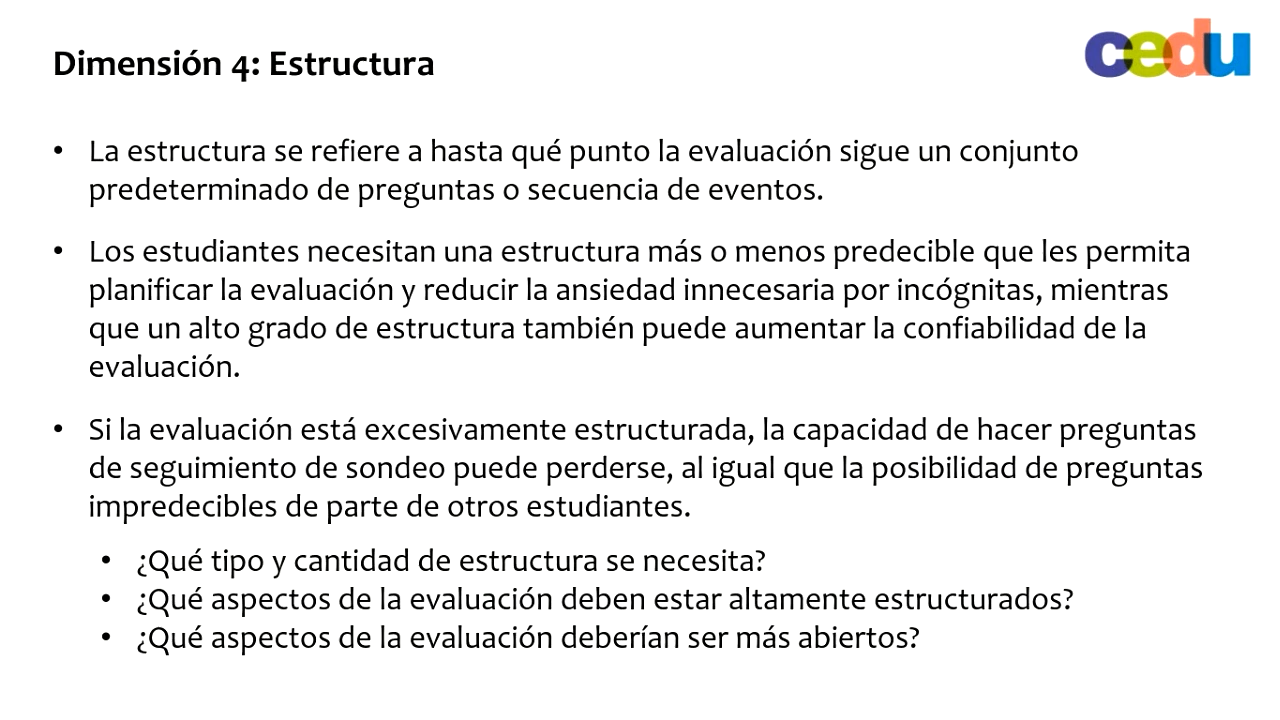 Dimensión 4: Estructura
cedu
• La estructura se refiere a hasta qué punto la evaluación sigue un conjunto
predeterminado de preguntas o secuencia de eventos.
• Los estudiantes necesitan una estructura más o menos predecible que les permita
planificar la evaluación y reducir la ansiedad innecesaria por incógnitas, mientras
que un alto grado de estructura también puede aumentar la confiabilidad de la
evaluación.
• Si la evaluación está excesivamente estructurada, la capacidad de hacer preguntas
de seguimiento de sondeo puede perderse, al igual que la posibilidad de preguntas
impredecibles de parte de otros estudiantes.
• ¿Qué tipo y cantidad de estructura se necesita?
• ¿Qué aspectos de la evaluación deben estar altamente estructurados?
• ¿Qué aspectos de la evaluación deberían ser más abiertos?